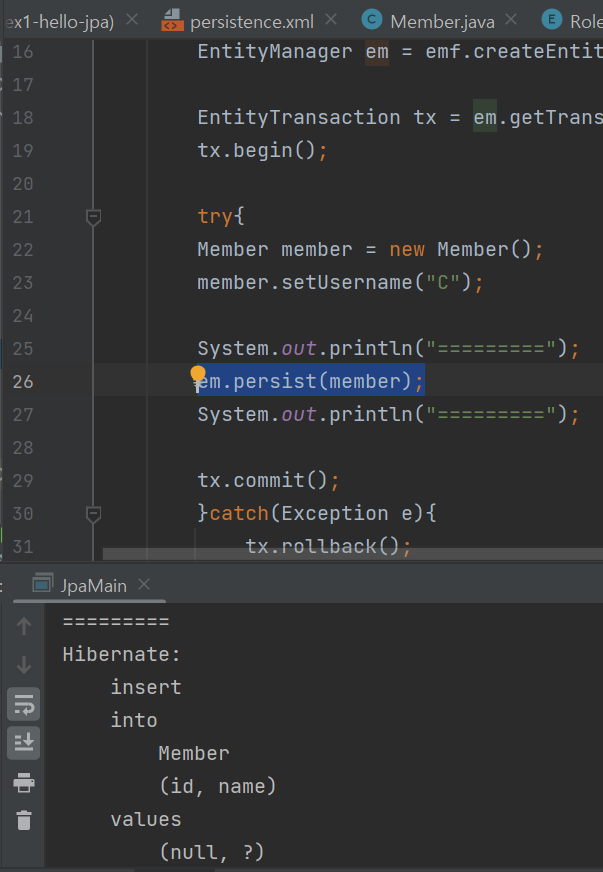 ex1-hello-jpa) persistence.xml Member.java Role
16 EntityManager em = emf.createEntit
17
18 EntityTransaction tx = em.getTrans
19 tx.begin();
20
21 try{
22 Member member = new Member();
23 member.setUsername("C");
24
25 System.out.println("=========");
26 em.persist(member);
27 System.out.println("=========");
28
29 tx.commit();
30 }catch(Exception e){
31 tx.rollback();
JpaMain
=========
Hibernate:
insert
into
Member
(id, name)
values
(null, ?)